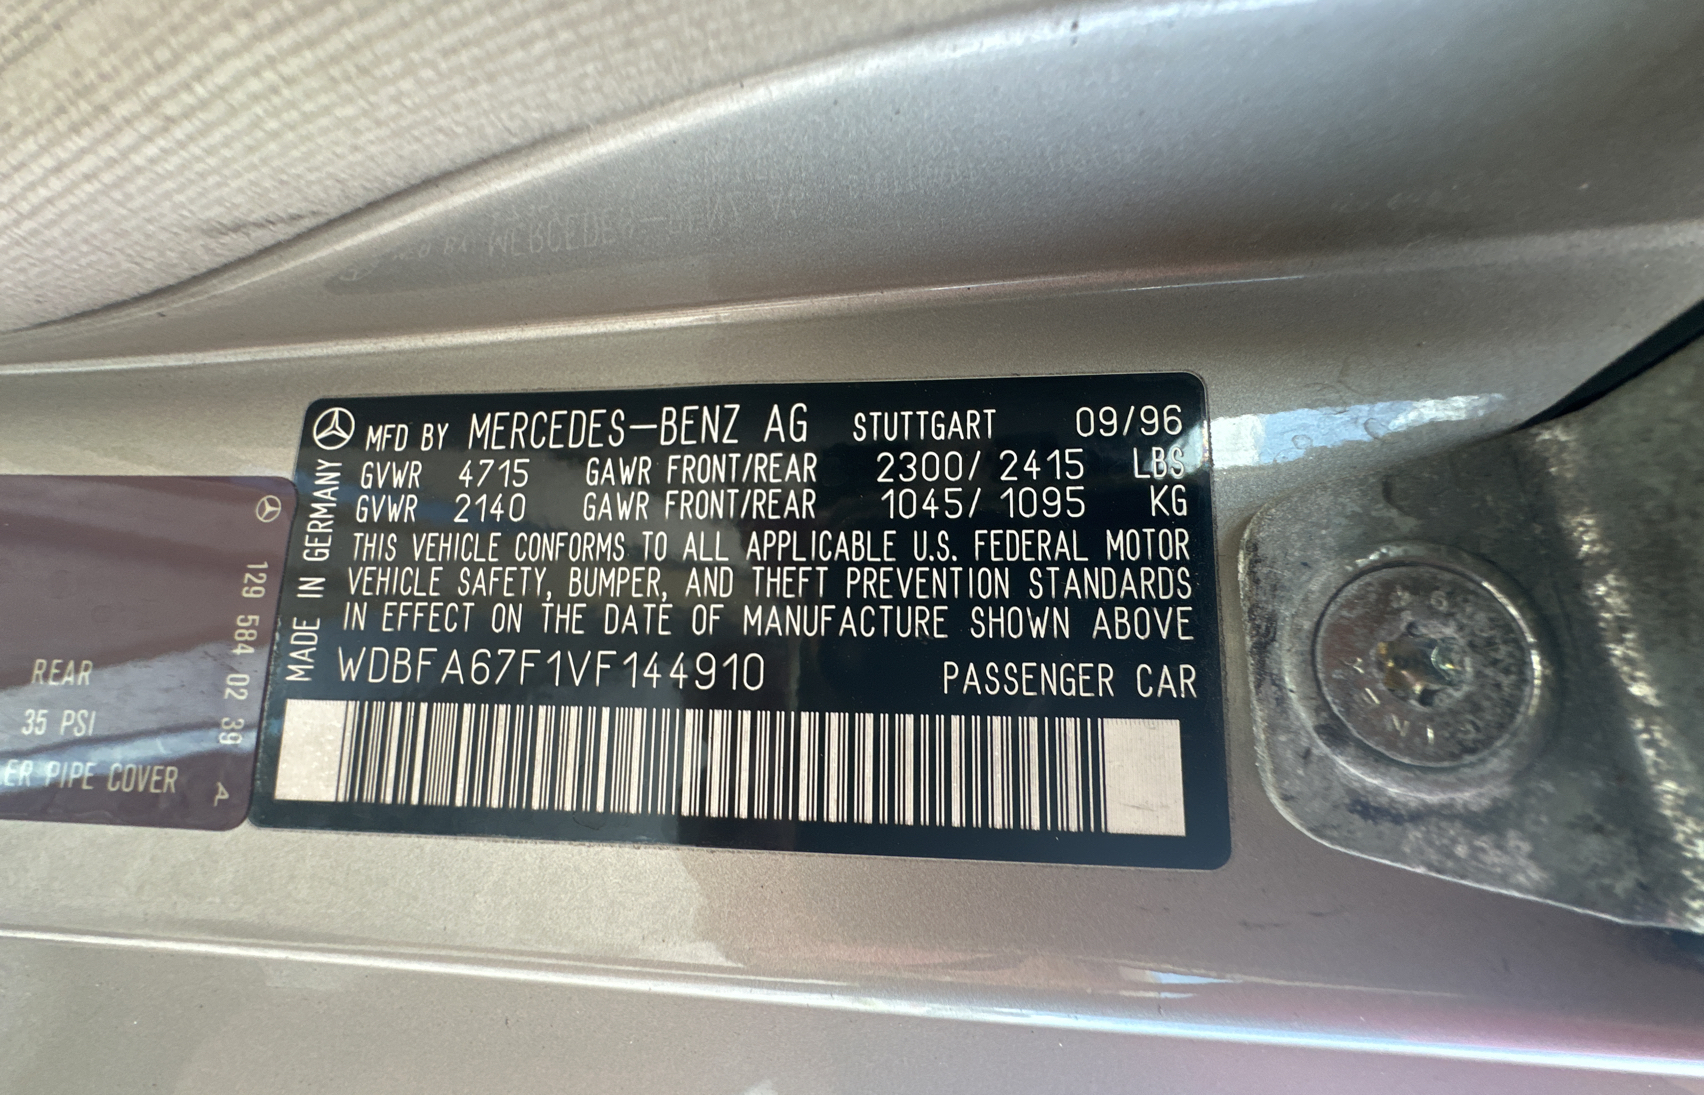 MFD BY MERCEDES-BENZ AG STUTTGART 09/96
GVWR 4715 GAWR FRONT/REAR 2300/ 2415 LBS
GVWR 2140 GAWR FRONT/REAR 1045/ 1095 KG
THIS VEHICLE CONFORMS TO ALL APPLICABLE U.S. FEDERAL MOTOR
VEHICLE SAFETY, BUMPER, AND THEFT PREVENTION STANDARDS
IN EFFECT ON THE DATE OF MANUFACTURE SHOWN ABOVE
WDBFA67F1VF144910 PASSENGER CAR
MADE IN GERMANY
129 584 02 39 A
REAR
35 PSI
PIPE COVER